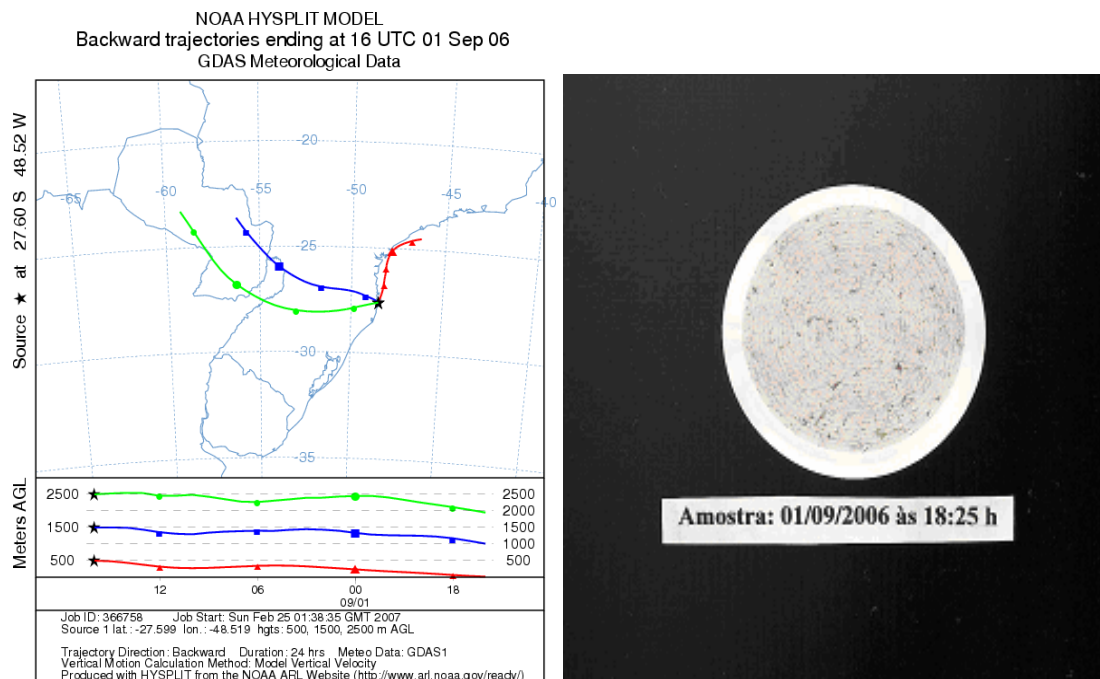 NOAA HYSPLIT MODEL
Backward trajectories ending at 16 UTC 01 Sep 06
GDAS Meteorological Data
Source ★ at 27.60 S 48.52 W
-20
-65
-60
-55
-50
-45
-40
-25
-30
-35
Meters AGL
2500
2500
2000
1500
1500
1000
500
500
12
06
00
18
09/01
Job ID: 366758 Job Start: Sun Feb 25 01:38:35 GMT 2007
Source 1 lat.: -27.599 lon.: -48.519 hgts: 500, 1500, 2500 m AGL
Trajectory Direction: Backward Duration: 24 hrs Meteo Data: GDAS1
Vertical Motion Calculation Method: Model Vertical Velocity
Produced with HYSPLIT from the NOAA ARL Website (http://www.arl.noaa.gov/ready/)
Amostra: 01/09/2006 às 18:25 h